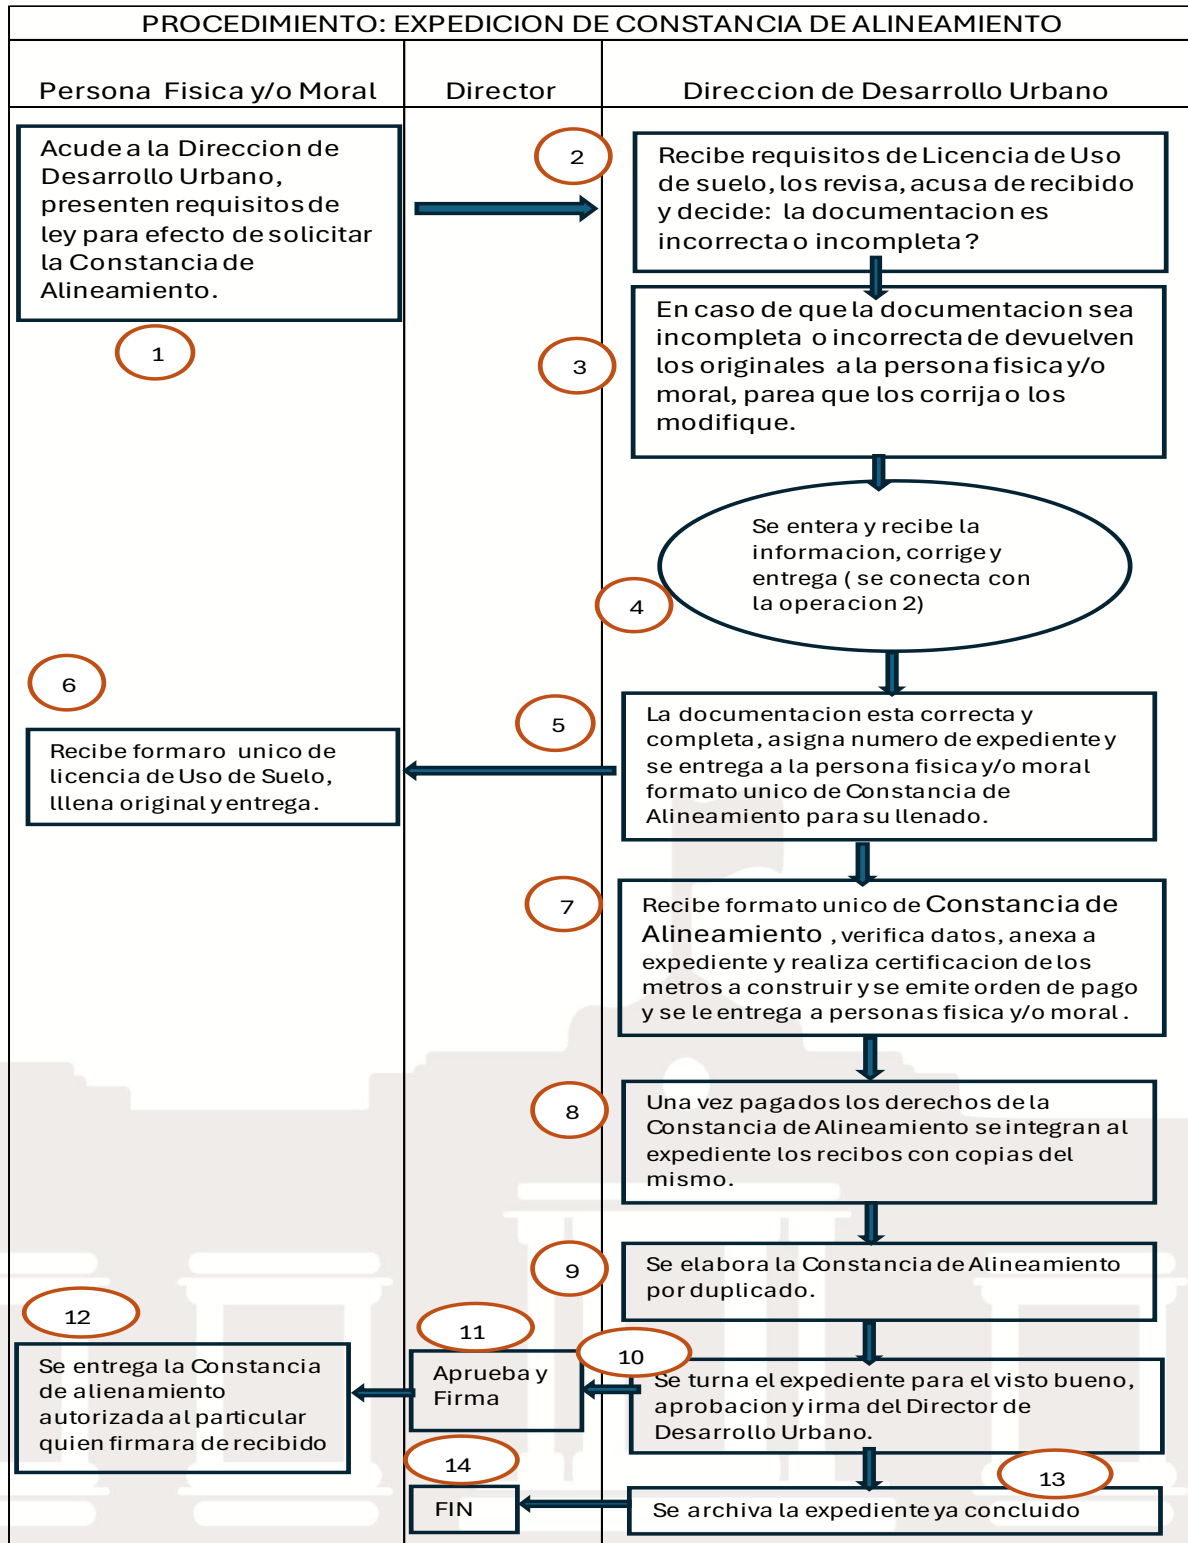 PROCEDIMIENTO: EXPEDICION DE CONSTANCIA DE ALINEAMIENTO
Persona Fisica y/o Moral
Director
Direccion de Desarrollo Urbano
Acude a la Direccion de
Desarrollo Urbano,
presenten requisitos de
ley para efecto de solicitar
la Constancia de
Alineamiento.
1
2
Recibe requisitos de Licencia de Uso
de suelo, los revisa, acusa de recibido
y decide: la documentacion es
incorrecta o incompleta ?
3
En caso de que la documentacion sea
incompleta o incorrecta de devuelven
los originales a la persona fisica y/o
moral, parea que los corrija o los
modifique.
4
Se entera y recibe la
informacion, corrige y
entrega ( se conecta con
la operacion 2)
5
La documentacion esta correcta y
completa, asigna numero de expediente y
se entrega a la persona fisica y/o moral
formato unico de Constancia de
Alineamiento para su llenado.
6
Recibe formaro unico de
licencia de Uso de Suelo,
lllena original y entrega.
7
Recibe formato unico de Constancia de
Alineamiento , verifica datos, anexa a
expediente y realiza certificacion de los
metros a construir y se emite orden de pago
y se le entrega a personas fisica y/o moral .
8
Una vez pagados los derechos de la
Constancia de Alineamiento se integran al
expediente los recibos con copias del
mismo.
9
Se elabora la Constancia de Alineamiento
por duplicado.
10
Se turna el expediente para el visto bueno,
aprobacion y irma del Director de
Desarrollo Urbano.
11
Aprueba y
Firma
12
Se entrega la Constancia
de alienamiento
autorizada al particular
quien firmara de recibido
13
Se archiva la expediente ya concluido
14
FIN